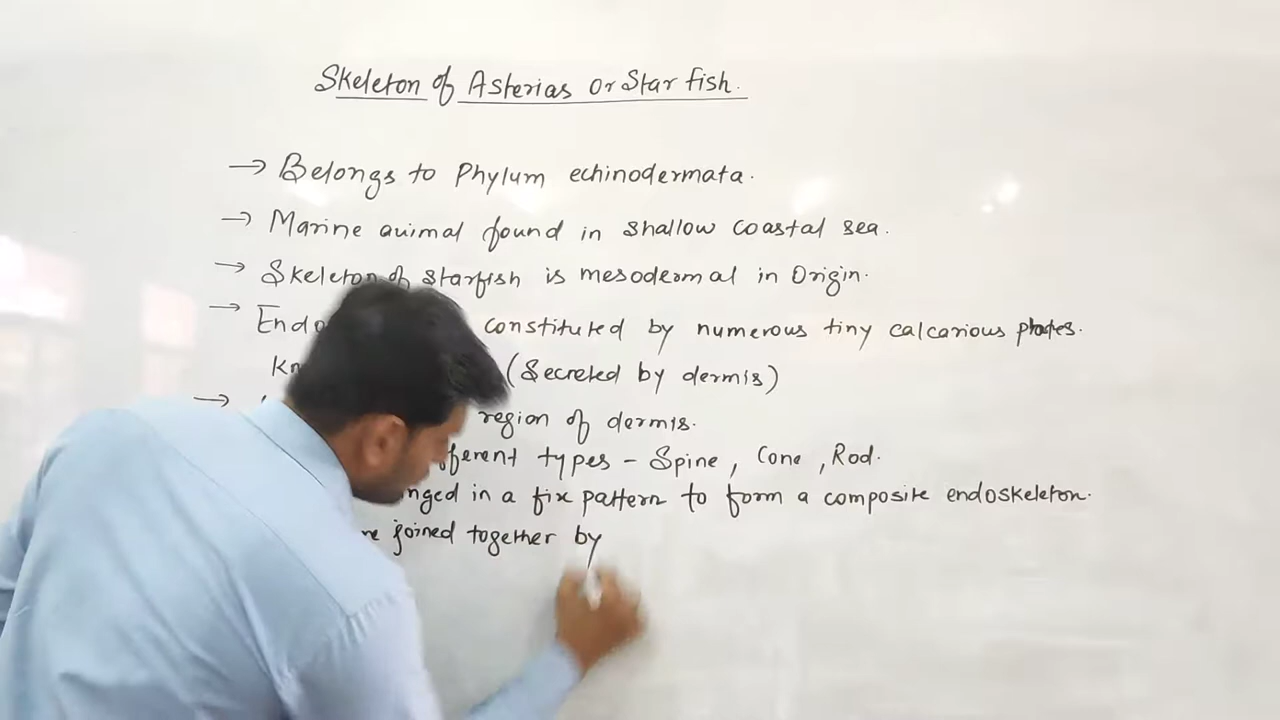 Skeleton of Asterias Or Star fish.
→ Belongs to Phylum echinodermata.
→ Marine animal found in shallow coastal sea.
→ Skeleton of starfish is mesodermal in Origin.
→ Endo constituted by numerous tiny calcarious plates.
(Secreted by dermis)
→ region of dermis.
types - Spine, Cone, Rod.
in a fix pattern to form a composite endoskeleton.
joined together by